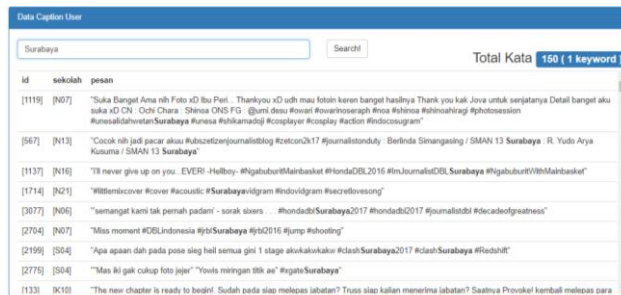 Data Caption User
Surabaya
Search!
Total Kata 150 ( 1 keyword )
id sekolah pesan
[1119] [N07] "Suka Banget Ama nih Foto xD Ibu Peri... Thankyou xD udh mau fotoin keren banget hasilnya Thank you kak Jova untuk senjatanya Detail banget aku
suka xD CN : Ochi Chara : Shinoa ONS FG : @umi.desu #owari #owarinoseraph #noa #shinsa #shinoahiragi #photosession
#unesalidahwetanSurabaya #unesa #shikamadoji #cosplayer #cosplay #action #indocosugram"
[567] [N13] "Cocok nih jadi pacar akuu #ubszetizenjournalistblog #zetcon2k17 #journalistonduty : Berlinda Simangasing / SMAN 13 Surabaya : R. Yudo Arya
Kusuma / SMAN 13 Surabaya"
[1137] [N16] "I'll never give up on you...EVER! -Hellboy- #NgabuburitMainbasket #HondaDBL2016 #ImJournalistDBLSurabaya #NgabuburitWithMainbasket"
[1714] [N21] "#littlemixcover #cover #acoustic #Surabayavidgram #indovidgram #secretlovesong"
[3077] [N06] "'semangat kami tak pernah padam' - sorak sixers . . . #hondadblSurabaya2017 #hondadbl2017 #journalistdbl #decadeofgreatness"
[2704] [N07] "Miss moment #DBLindonesia #jrblSurabaya #jrbl2016 #jump #shooting"
[2199] [S04] "Apa apaan dah pada pose sieg heil semua gini 1 stage akwkakwkakw #clashSurabaya2017 #clashSurabaya #Redshift"
[2775] [S04] ""Mas iki gak cukup foto jejer" "Yowis miringan titik ae" #xgateSurabaya"
[133] [K10] "The new chapter is ready to begin!. Sudah pada siap melepas jabatan? Truss siap kalian menerima jabatan? Saatnya Provokel kembali melepas para